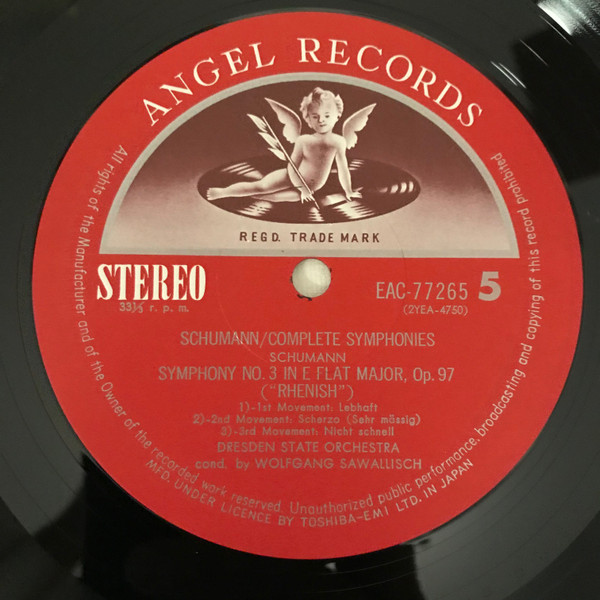 ANGEL RECORDS
REGD. TRADE MARK
STEREO
33⅓ r. p. m.
EAC-77265 5
(2YEA-4750)
SCHUMANN/COMPLETE SYMPHONIES
SCHUMANN
SYMPHONY NO. 3 IN E FLAT MAJOR, Op. 97
("RHENISH")
1)-1st Movement: Lebhaft
2)-2nd Movement: Scherzo (Sehr mässig)
3)-3rd Movement: Nicht schnell
DRESDEN STATE ORCHESTRA
cond. by WOLFGANG SAWALLISCH
All rights of the Manufacturer and of the Owner of the recorded work reserved. Unauthorized public performance, broadcasting and copying of this record prohibited
MFD. UNDER LICENCE BY TOSHIBA-EMI LTD. IN JAPAN